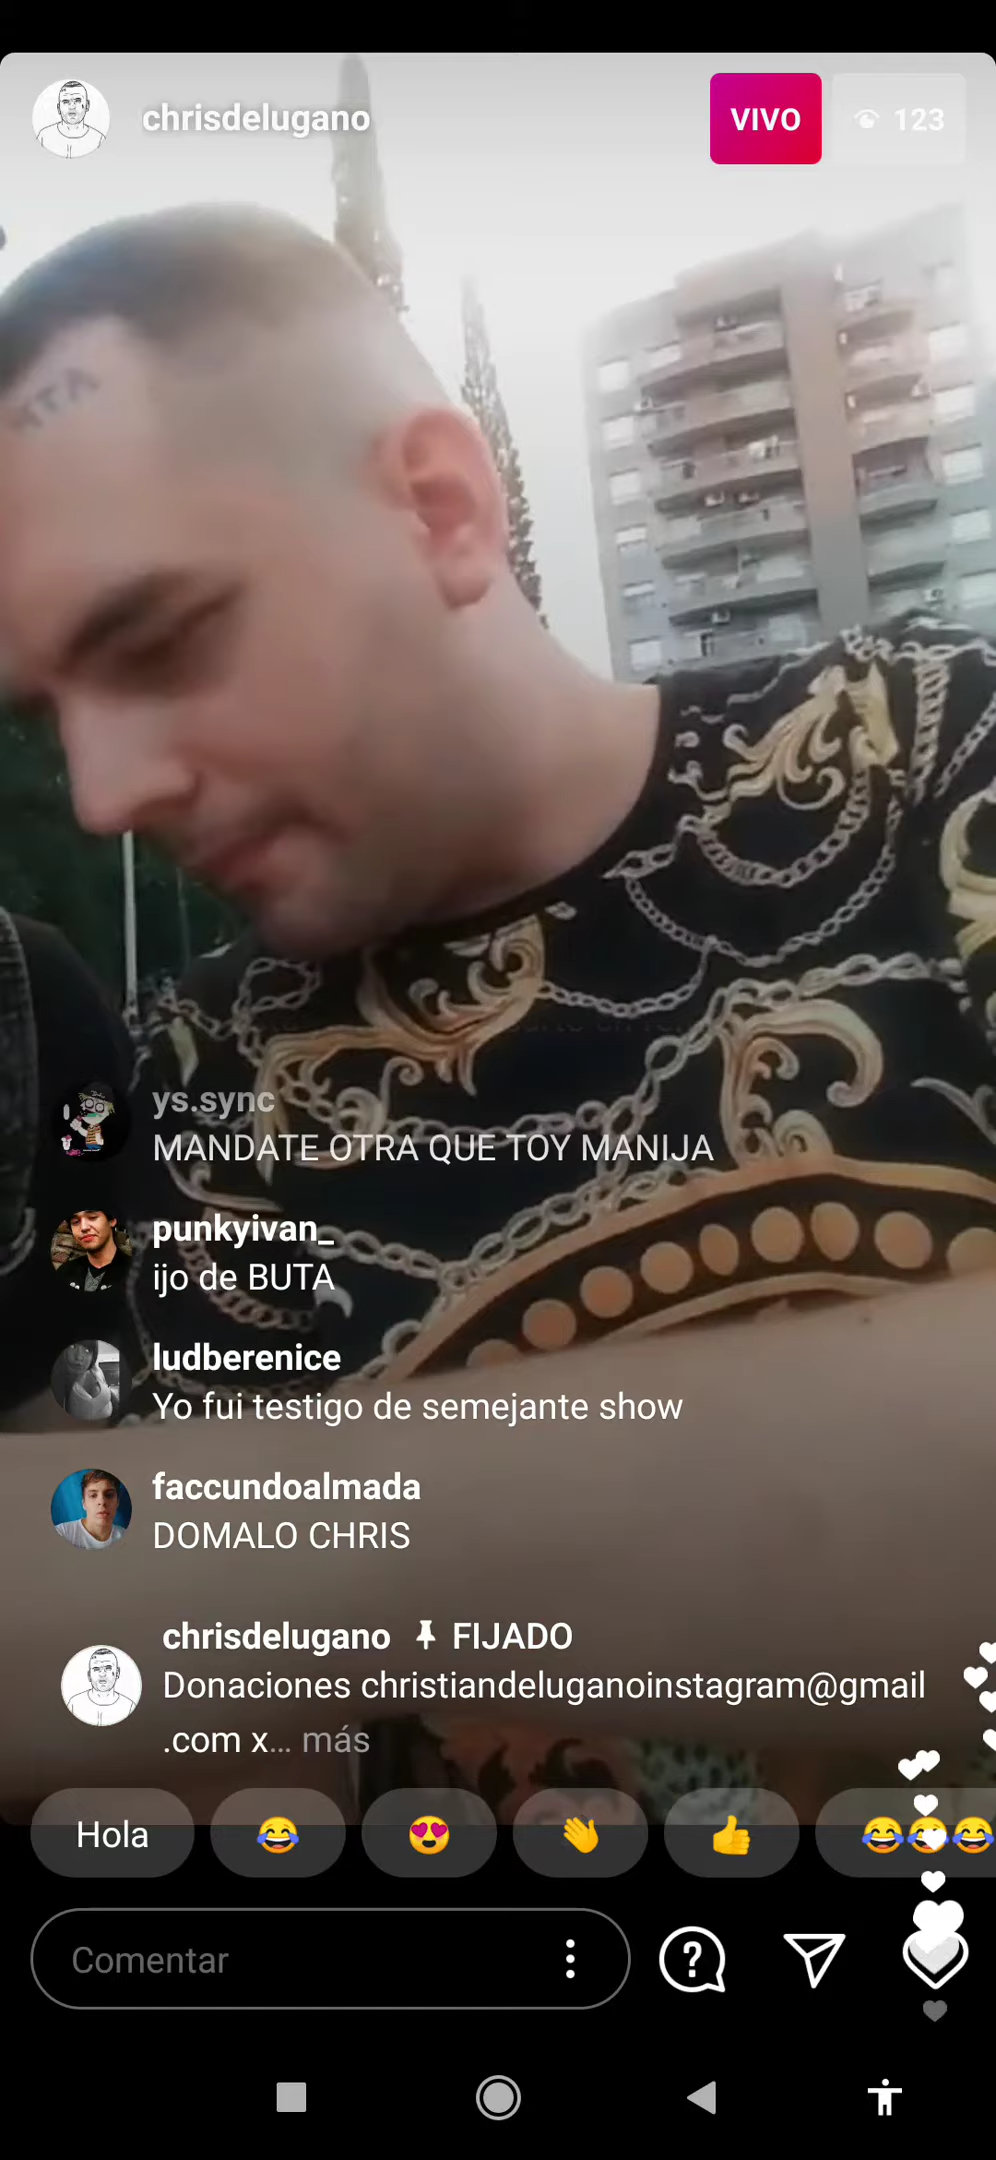 chrisdelugano
VIVO
123
ys.sync
MANDATE OTRA QUE TOY MANIJA
punkyivan_
ijo de BUTA
ludberenice
Yo fui testigo de semejante show
faccundoalmada
DOMALO CHRIS
chrisdelugano FIJADO
Donaciones christiandeluganoinstagram@gmail
.com x... más
Hola
Comentar